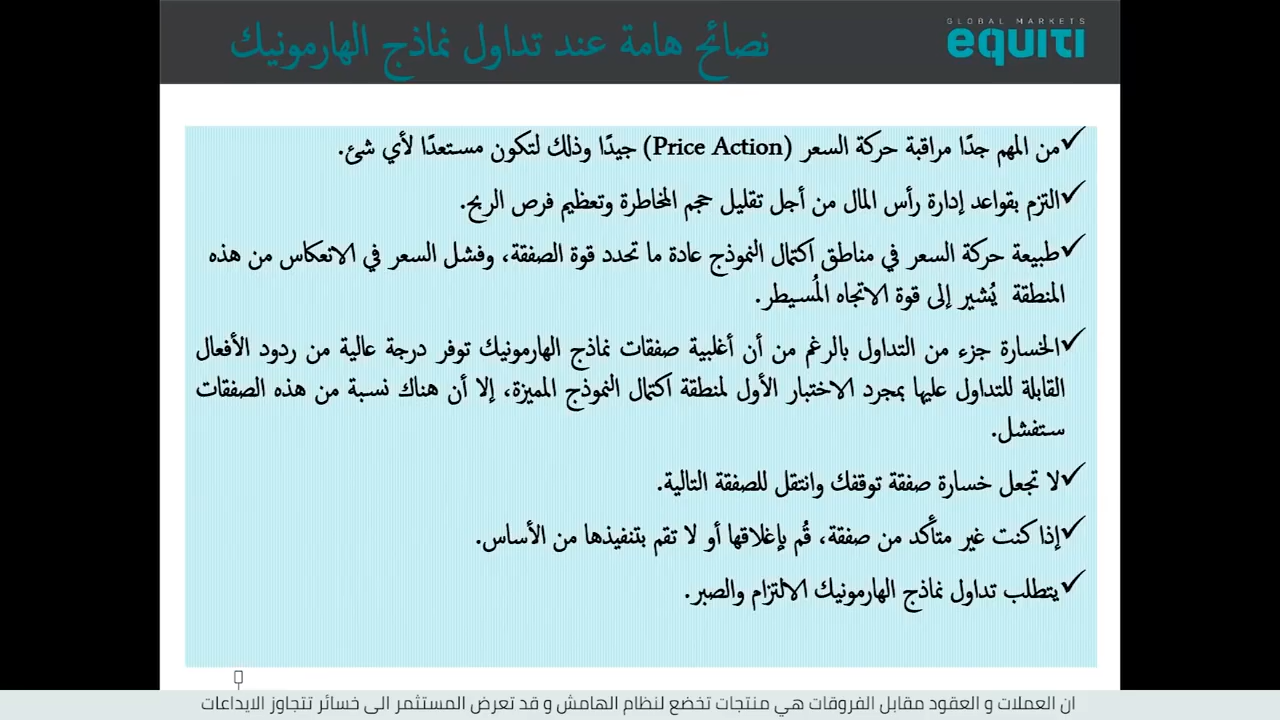 نصائح هامة عند تداول نماذج الهارمونيك
GLOBAL MARKETS
equiti
✓من المهم جدًا مراقبة حركة السعر (Price Action) جيدًا وذلك لتكون مستعدًا لأي شئ.
✓التزم بقواعد إدارة رأس المال من أجل تقليل حجم المخاطرة وتعظيم فرص الربح.
✓طبيعة حركة السعر في مناطق اكتمال النموذج عادة ما تحدد قوة الصفقة، وفشل السعر في الانعكاس من هذه
المنطقة يُشير إلى قوة الاتجاه المُسيطر.
✓الخسارة جزء من التداول بالرغم من أن أغلبية صفقات نماذج الهارمونيك توفر درجة عالية من ردود الأفعال
القابلة للتداول عليها بمجرد الاختبار الأول لمنطقة اكتمال النموذج المميزة، إلا أن هناك نسبة من هذه الصفقات
ستفشل.
✓لا تجعل خسارة صفقة توقفك وانتقل للصفقة التالية.
✓إذا كنت غير متأكد من صفقة، قُم بإغلاقها أو لا تقم بتنفيذها من الأساس.
✓يتطلب تداول نماذج الهارمونيك الالتزام والصبر.
ان العملات و العقود مقابل الفروقات هي منتجات تخضع لنظام الهامش و قد تعرض المستثمر الى خسائر تتجاوز الايداعات